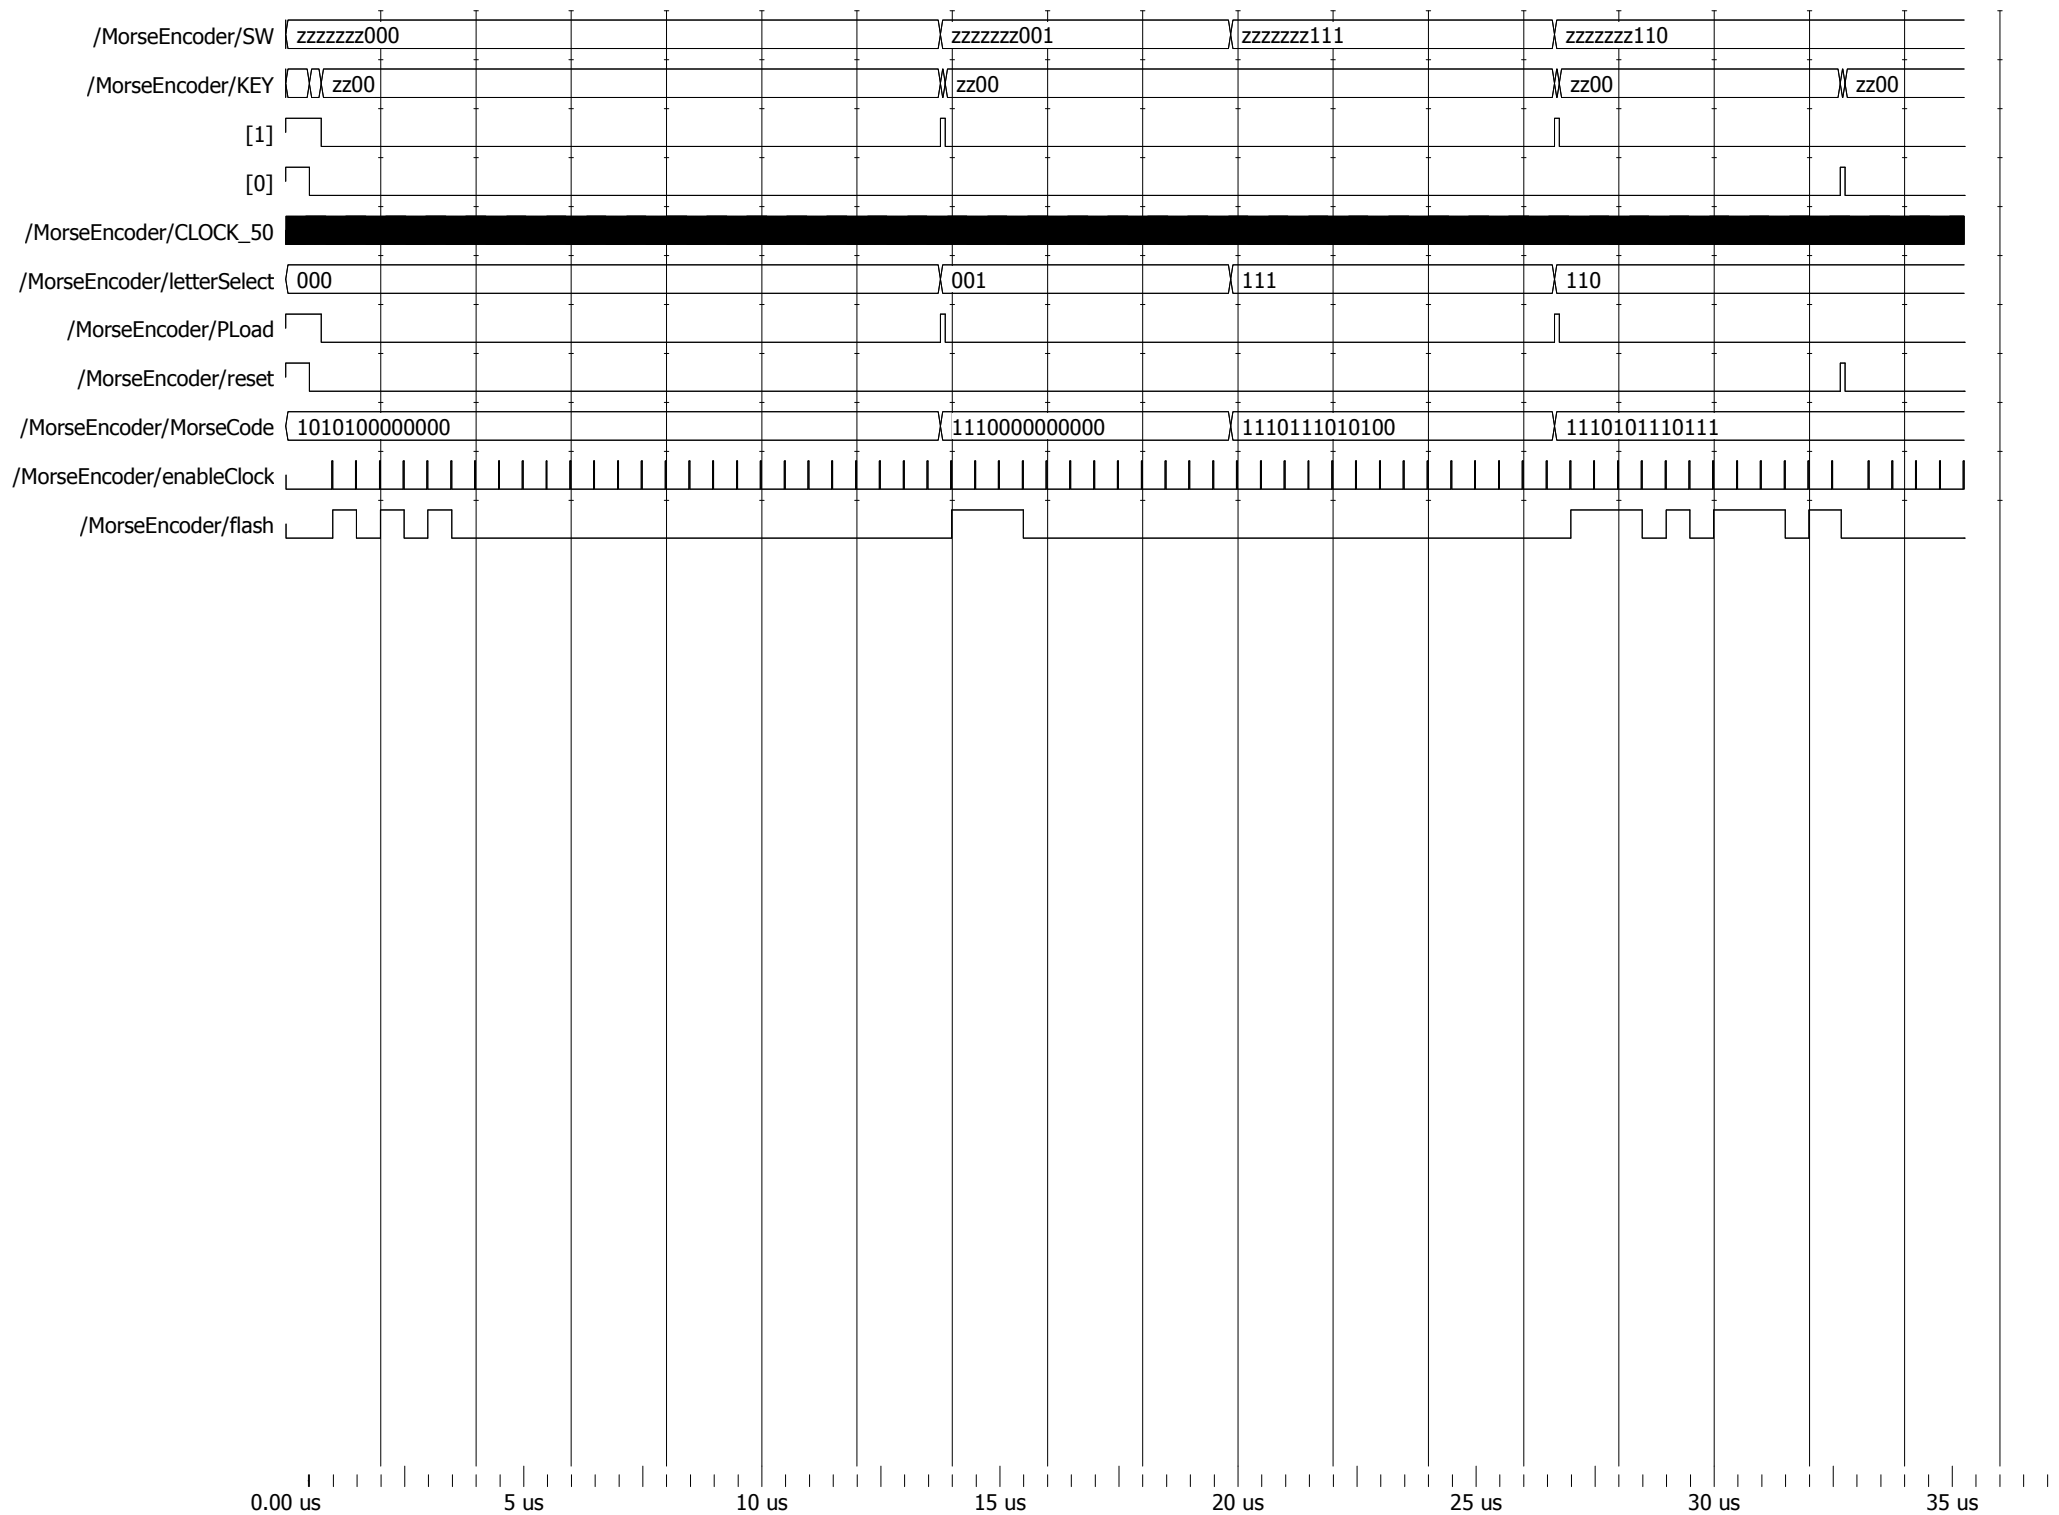 /MorseEncoder/SW zzzzzzz000 zzzzzzz001 zzzzzzz111 zzzzzzz110
/MorseEncoder/KEY zz00 zz00 zz00 zz00
[1]
[0]
/MorseEncoder/CLOCK_50
/MorseEncoder/letterSelect 000 001 111 110
/MorseEncoder/PLoad
/MorseEncoder/reset
/MorseEncoder/MorseCode 1010100000000 1110000000000 1110111010100 1110101110111
/MorseEncoder/enableClock
/MorseEncoder/flash
0.00 us 5 us 10 us 15 us 20 us 25 us 30 us 35 us